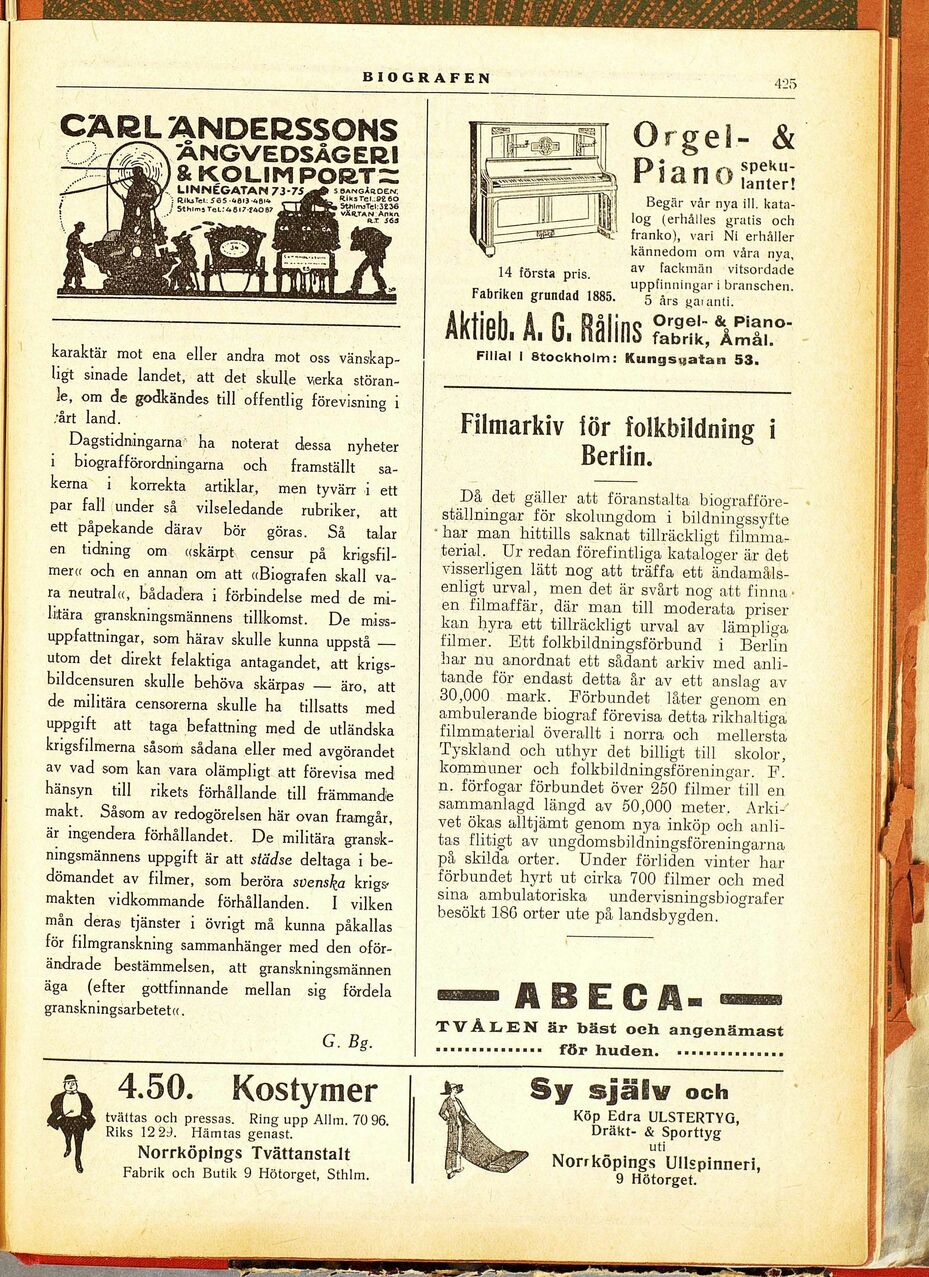 BIOGRAFEN
425
CARL ANDERSSONS
ÅNGVEDSÅGERI
& KOLIMPORT
LINNÉGATAN 73-75
RiksTel: 565·4813·4814
SthlmsTel: 4817·24087
S BANGÅRDEN:
RiksTel:9260
SthlmsTel:3236
VÄRTAN Ankn
R.T. 565
karaktär mot ena eller andra mot oss vänskap-
ligt sinade landet, att det skulle verka störan-
le, om de godkändes till offentlig förevisning i
årt land.
Dagstidningarna ha noterat dessa nyheter
i biografförordningarna och framställt sa-
kerna i korrekta artiklar, men tyvärr i ett
par fall under så vilseledande rubriker, att
ett påpekande därav bör göras. Så talar
en tidning om «skärpt censur på krigsfil-
mer« och en annan om att «Biografen skall va-
ra neutral«, bådadera i förbindelse med de mi-
litära granskningsmännens tillkomst. De miss-
uppfattningar, som härav skulle kunna uppstå —
utom det direkt felaktiga antagandet, att krigs-
bildcensuren skulle behöva skärpas — äro, att
de militära censorerna skulle ha tillsatts med
uppgift att taga befattning med de utländska
krigsfilmerna såsom sådana eller med avgörandet
av vad som kan vara olämpligt att förevisa med
hänsyn till rikets förhållande till främmande
makt. Såsom av redogörelsen här ovan framgår,
är ingendera förhållandet. De militära gransk-
ningsmännens uppgift är att städse deltaga i be-
dömandet av filmer, som beröra svenska krigs-
makten vidkommande förhållanden. I vilken
mån deras tjänster i övrigt må kunna påkallas
för filmgranskning sammanhänger med den oför-
ändrade bestämmelsen, att granskningsmännen
äga (efter gottfinnande mellan sig fördela
granskningsarbetet«.
G. Bg.
Orgel- &
Piano speku-
lanter!
Begär vår nya ill. kata-
log (erhålles gratis och
franko), vari Ni erhåller
kännedom om våra nya,
av fackmän vitsordade
uppfinningar i branschen.
5 års garanti.
14 första pris.
Fabriken grundad 1885.
Aktieb. A. G. Rålins Orgel- & Piano-
fabrik, Åmål.
Filial i Stockholm: Kungsgatan 53.
Filmarkiv för folkbildning i
Berlin.
Då det gäller att föranstalta biografföre-
ställningar för skolungdom i bildningssyfte
har man hittills saknat tillräckligt filmma-
terial. Ur redan förefintliga kataloger är det
visserligen lätt nog att träffa ett ändamåls-
enligt urval, men det är svårt nog att finna
en filmaffär, där man till moderata priser
kan hyra ett tillräckligt urval av lämpliga
filmer. Ett folkbildningsförbund i Berlin
har nu anordnat ett sådant arkiv med anli-
tande för endast detta år av ett anslag av
30,000 mark. Förbundet låter genom en
ambulerande biograf förevisa detta rikhaltiga
filmmaterial överallt i norra och mellersta
Tyskland och uthyr det billigt till skolor,
kommuner och folkbildningsföreningar. F.
n. förfogar förbundet över 250 filmer till en
sammanlagd längd av 50,000 meter. Arki-
vet ökas alltjämt genom nya inköp och anli-
tas flitigt av ungdomsbildningsföreningarna
på skilda orter. Under förliden vinter har
förbundet hyrt ut cirka 700 filmer och med
sina ambulatoriska undervisningsbiografer
besökt 186 orter ute på landsbygden.
ABECA-
TVÅLEN är bäst och angenämast
för huden.
4.50. Kostymer
tvättas och pressas. Ring upp Allm. 70 96.
Riks 12 29. Hämtas genast.
Norrköpings Tvättanstalt
Fabrik och Butik 9 Hötorget, Sthlm.
Sy själv och
Köp Edra ULSTERTYG,
Dräkt- & Sporttyg
uti
Norrköpings Ullspinneri,
9 Hötorget.